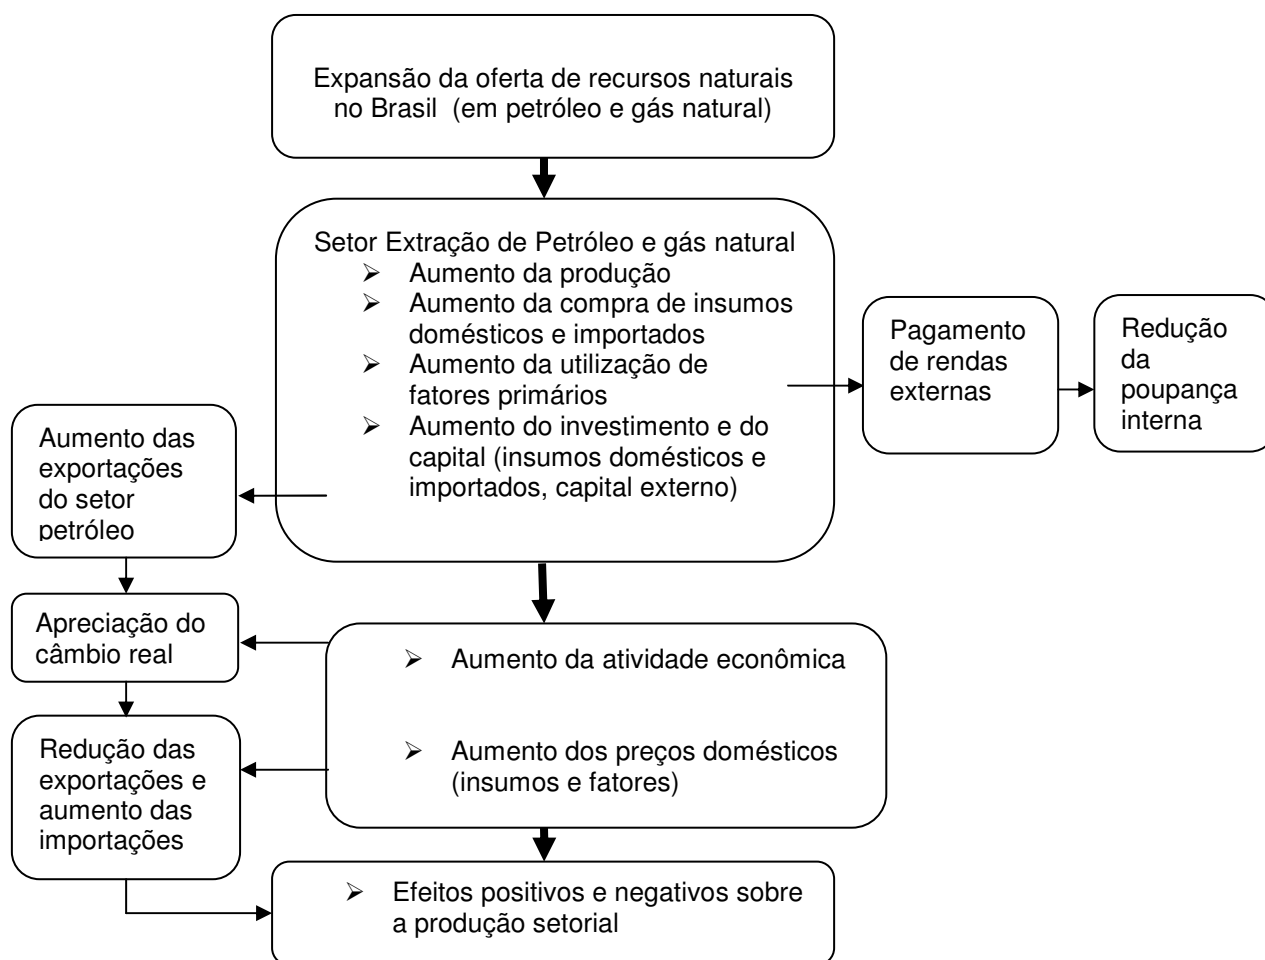 Expansão da oferta de recursos naturais
no Brasil (em petróleo e gás natural)
Setor Extração de Petróleo e gás natural
➢ Aumento da produção
➢ Aumento da compra de insumos
domésticos e importados
➢ Aumento da utilização de
fatores primários
➢ Aumento do investimento e do
capital (insumos domésticos e
importados, capital externo)
Pagamento
de rendas
externas
Redução
da
poupança
interna
Aumento das
exportações
do setor
petróleo
Apreciação do
câmbio real
Redução das
exportações e
aumento das
importações
➢ Aumento da atividade econômica
➢ Aumento dos preços domésticos
(insumos e fatores)
➢ Efeitos positivos e negativos sobre
a produção setorial